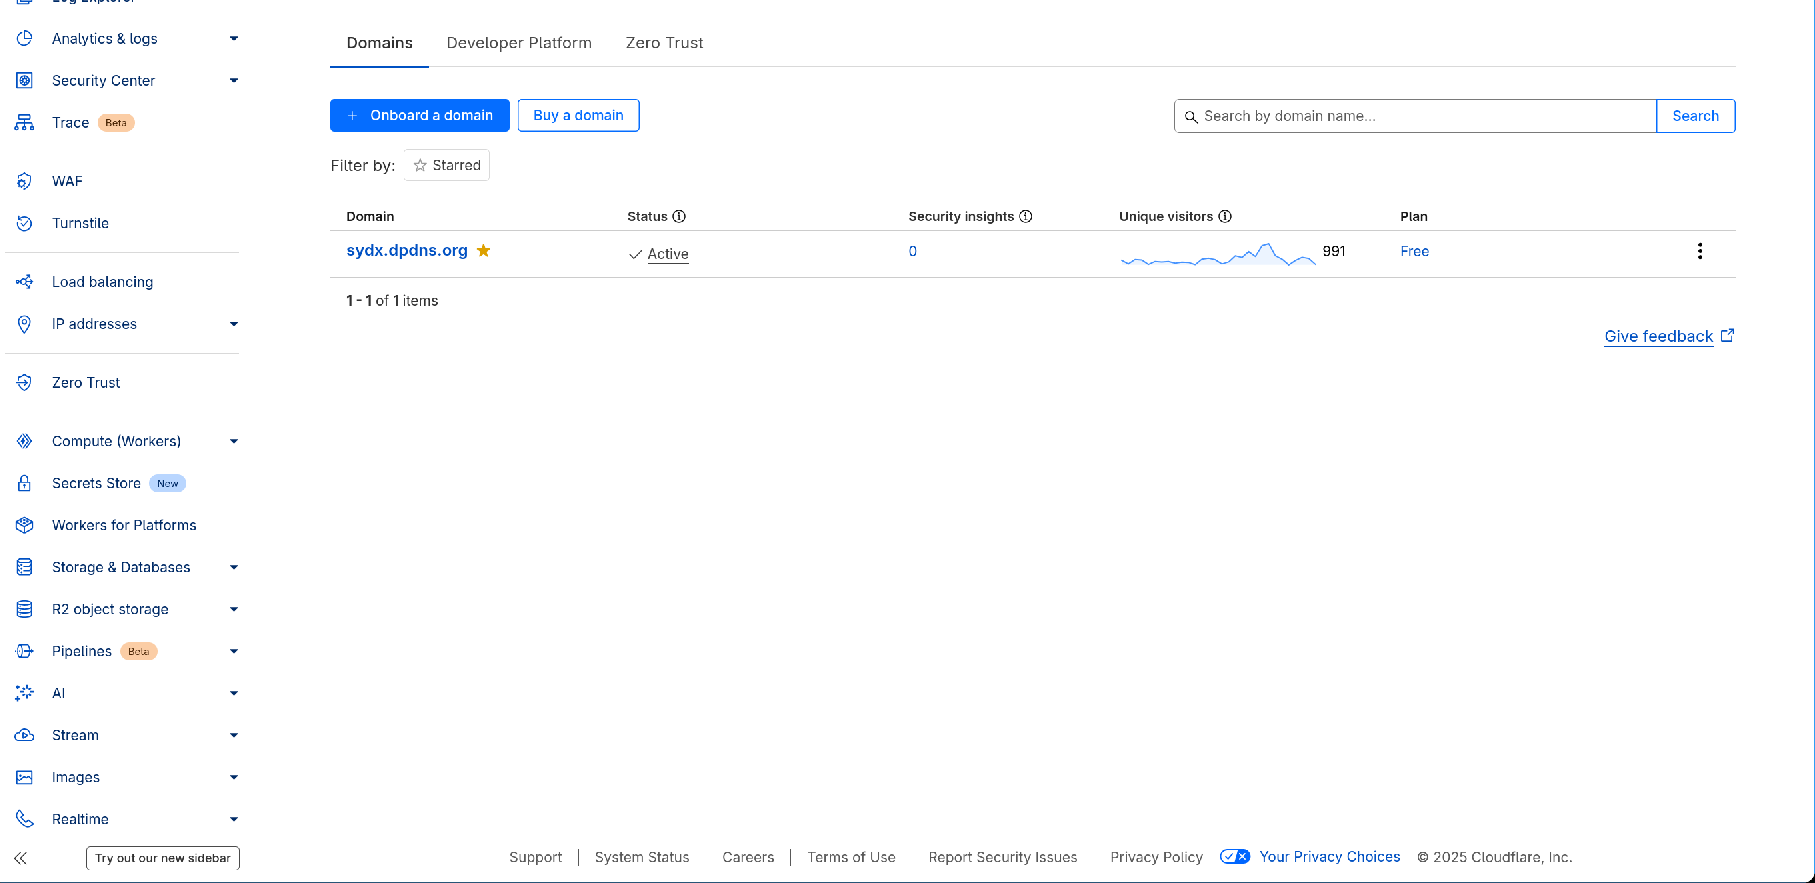 Log Explorer
Analytics & logs
Security Center
Trace Beta
WAF
Turnstile
Load balancing
IP addresses
Zero Trust
Compute (Workers)
Secrets Store New
Workers for Platforms
Storage & Databases
R2 object storage
Pipelines Beta
AI
Stream
Images
Realtime
Try out our new sidebar
Domains Developer Platform Zero Trust
+ Onboard a domain Buy a domain Search by domain name... Search
Filter by: Starred
Domain Status Security insights Unique visitors Plan
sydx.dpdns.org Active 0 991 Free
1 - 1 of 1 items
Give feedback
Support System Status Careers Terms of Use Report Security Issues Privacy Policy Your Privacy Choices © 2025 Cloudflare, Inc.